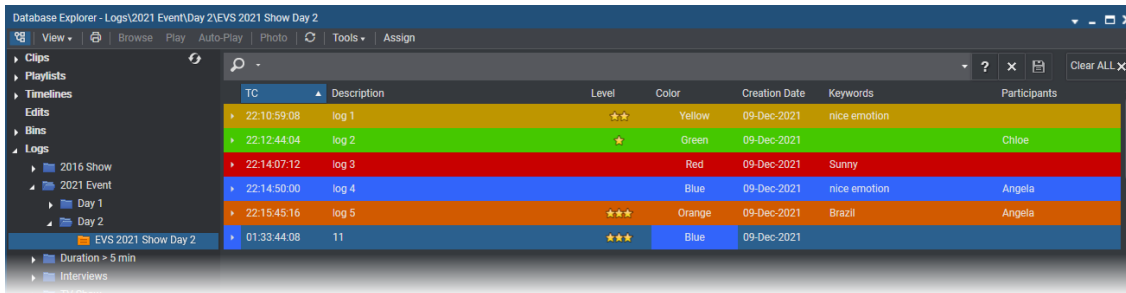 Database Explorer - Logs\2021 Event\Day 2\EVS 2021 Show Day 2
View Browse Play Auto-Play Photo Tools Assign
Clips
Playlists
Timelines
Edits
Bins
Logs
2016 Show
2021 Event
Day 1
Day 2
EVS 2021 Show Day 2
Duration > 5 min
Interviews
- ? Clear ALL
TC Description Level Color Creation Date Keywords Participants
22:10:59:08 log 1 Yellow 09-Dec-2021 nice emotion
22:12:44:04 log 2 Green 09-Dec-2021 Chloe
22:14:07:12 log 3 Red 09-Dec-2021 Sunny
22:14:50:00 log 4 Blue 09-Dec-2021 nice emotion Angela
22:15:45:16 log 5 Orange 09-Dec-2021 Brazil Angela
01:33:44:08 11 Blue 09-Dec-2021